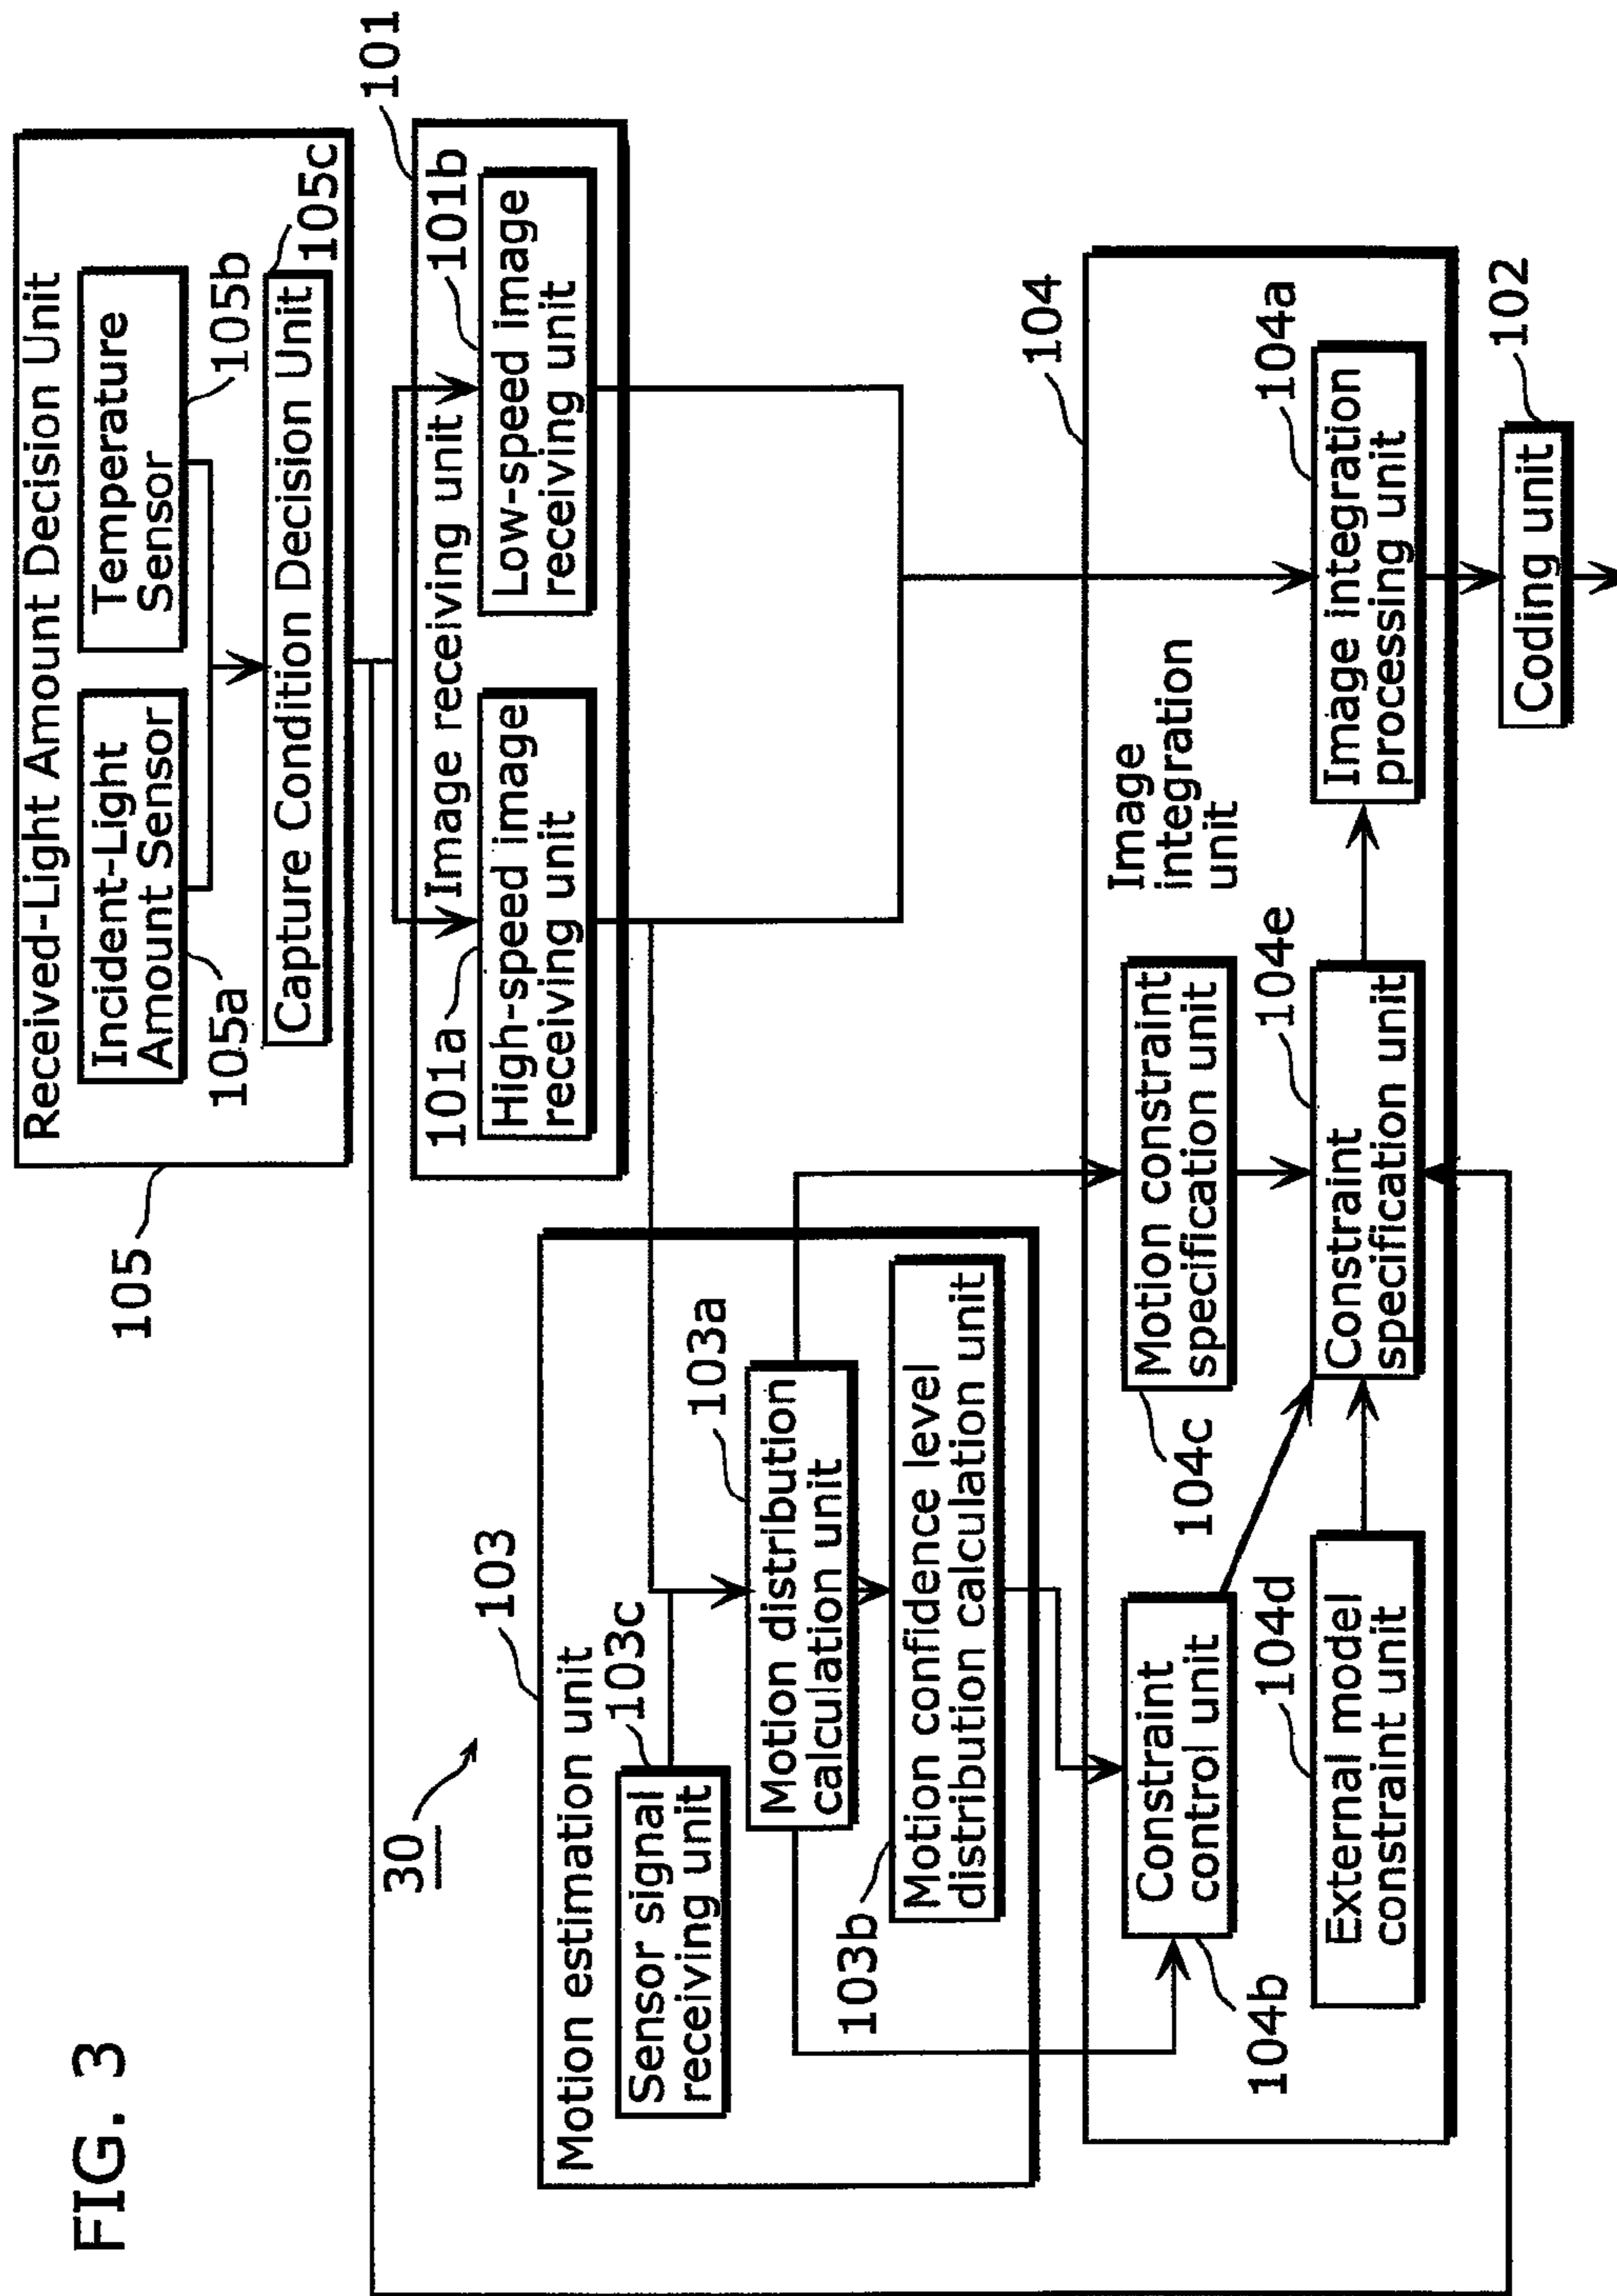 FIG. 3
30
105
Received-Light Amount Decision Unit
Incident-Light
Amount Sensor
105a
Temperature
Sensor
105b
Capture Condition Decision Unit
105c
101
Image receiving unit
101a
High-speed image
receiving unit
101b
Low-speed image
receiving unit
103
Motion estimation unit
103c
Sensor signal
receiving unit
103a
Motion distribution
calculation unit
103b
Motion confidence level
distribution calculation unit
104
Image
integration
unit
Constraint
control unit
104b
104c
Motion constraint
specification unit
104d
External model
constraint unit
104e
Constraint
specification unit
104a
Image integration
processing unit
102
Coding unit